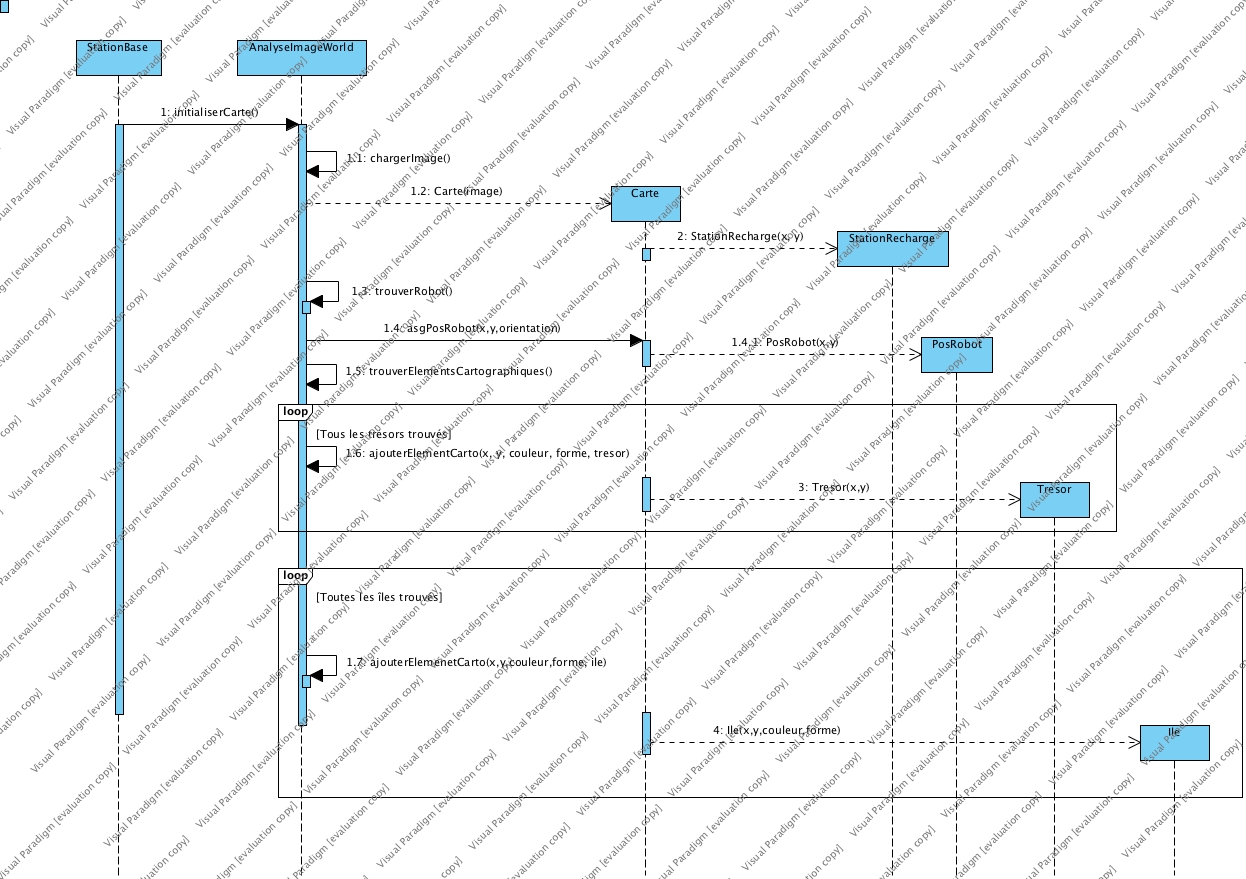 StationBase
AnalyseImageWorld
1: initialiserCarte()
1.1: chargerImage()
1.2: Carte(image)
Carte
2: StationRecharge(x, y)
StationRecharge
1.3: trouverRobot()
1.4: asgPosRobot(x,y,orientation)
1.4.1: PosRobot(x,y)
PosRobot
1.5: trouverElementsCartographiques()
loop
[Tous les trésors trouvés]
1.6: ajouterElementCarto(x, y, couleur, forme, tresor)
3: Tresor(x,y)
Tresor
loop
[Toutes les îles trouvés]
1.7: ajouterElemenetCarto(x,y,couleur,forme, ile)
4: Ile(x,y,couleur,forme)
Ile
Visual Paradigm [evaluation copy]